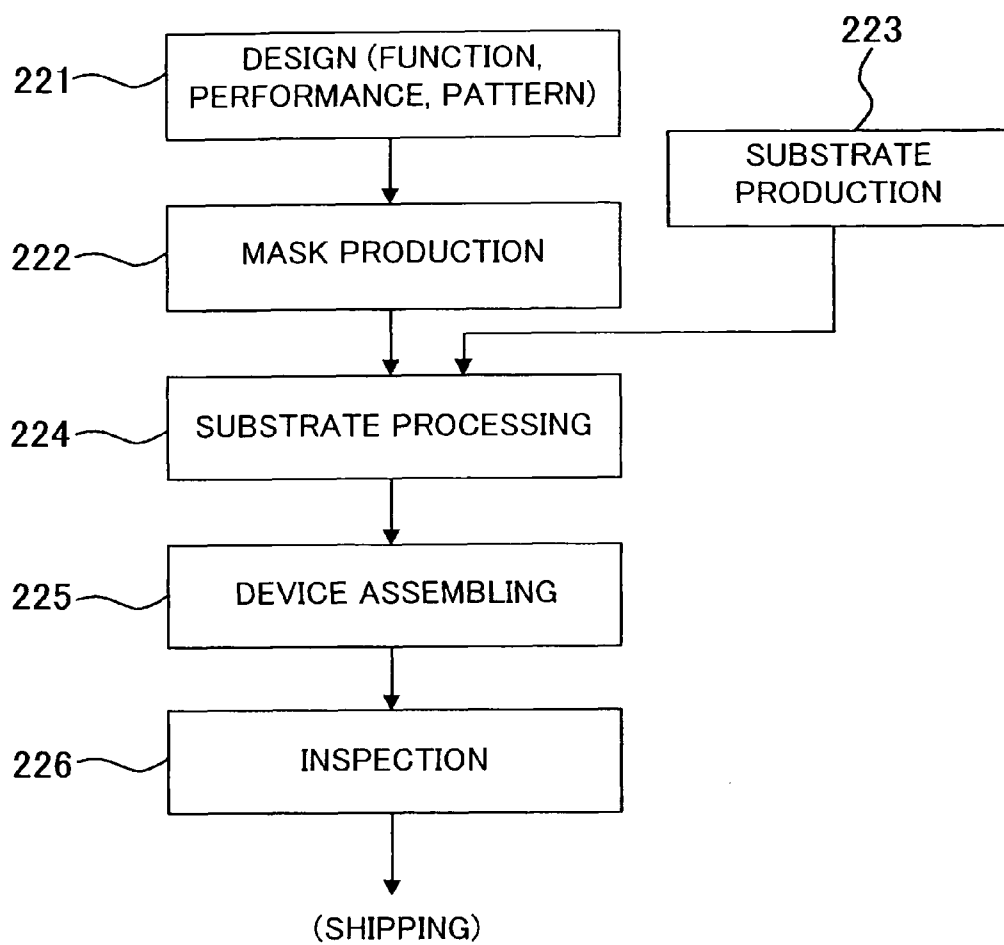 223
221
DESIGN (FUNCTION,
PERFORMANCE, PATTERN)
SUBSTRATE
PRODUCTION
222
MASK PRODUCTION
224
SUBSTRATE PROCESSING
225
DEVICE ASSEMBLING
226
INSPECTION
(SHIPPING)